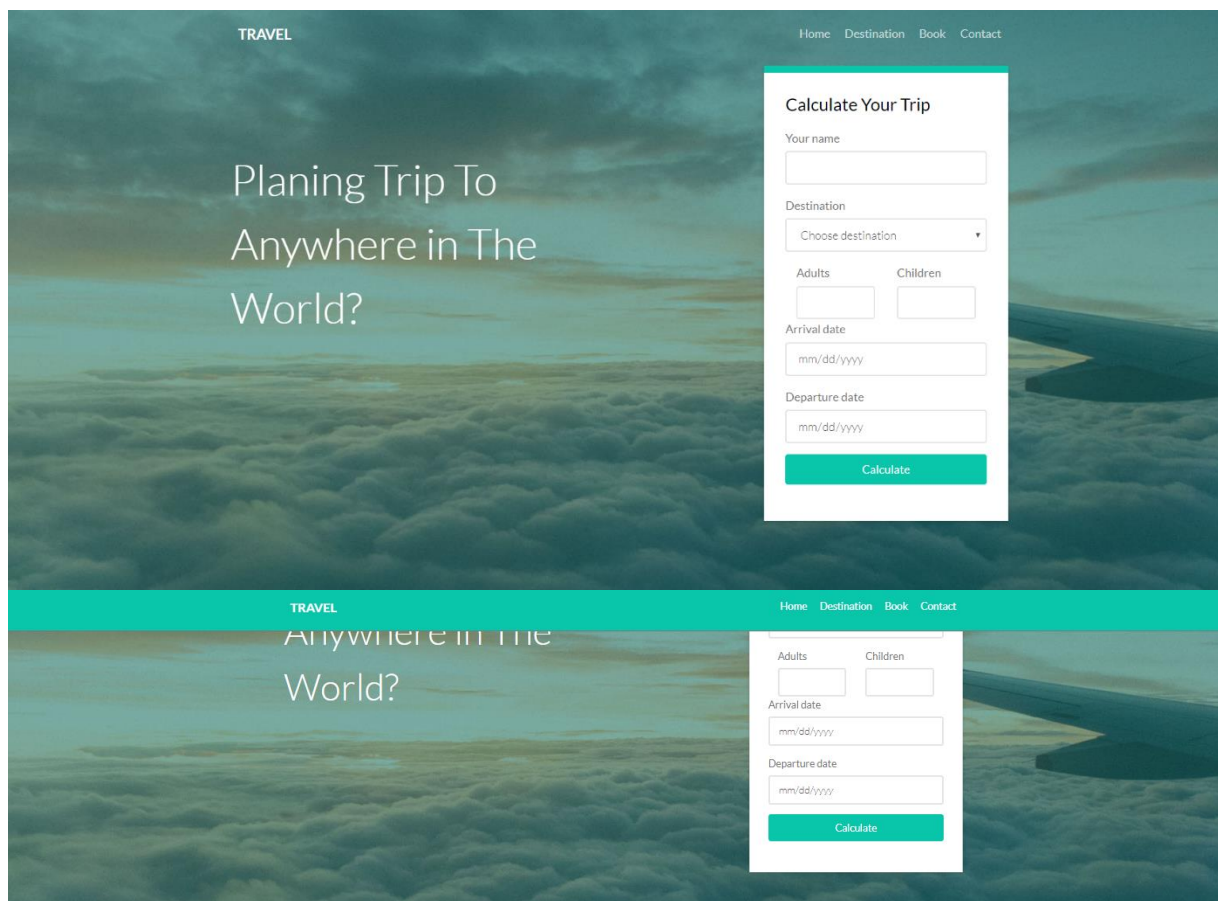 TRAVEL
Home Destination Book Contact
Calculate Your Trip
Your name
Planing Trip To
Anywhere in The
World?
Destination
Choose destination
Adults Children
Arrival date
mm/dd/yyyy
Departure date
mm/dd/yyyy
Calculate
TRAVEL
Home Destination Book Contact
Anywhere in The
World?
Adults Children
Arrival date
mm/dd/yyyy
Departure date
mm/dd/yyyy
Calculate